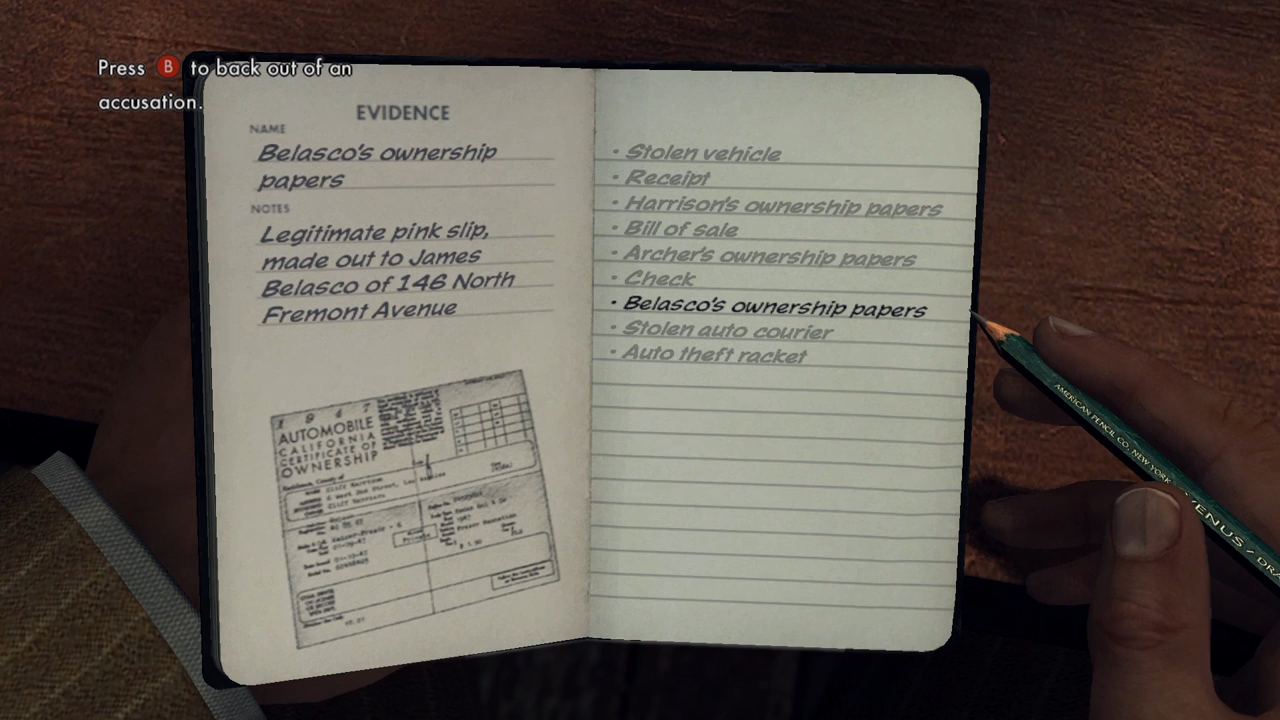 Press B to back out of an
accusation.
EVIDENCE
NAME
Belasco's ownership
papers
NOTES
Legitimate pink slip,
made out to James
Belasco of 146 North
Fremont Avenue
1947
AUTOMOBILE
CALIFORNIA
CERTIFICATE OF
OWNERSHIP
• Stolen vehicle
• Receipt
• Harrison's ownership papers
• Bill of sale
• Archer's ownership papers
• Check
• Belasco's ownership papers
• Stolen auto courier
• Auto theft racket
AMERICAN PENCIL CO. NEW YORK
VENUS / DRA